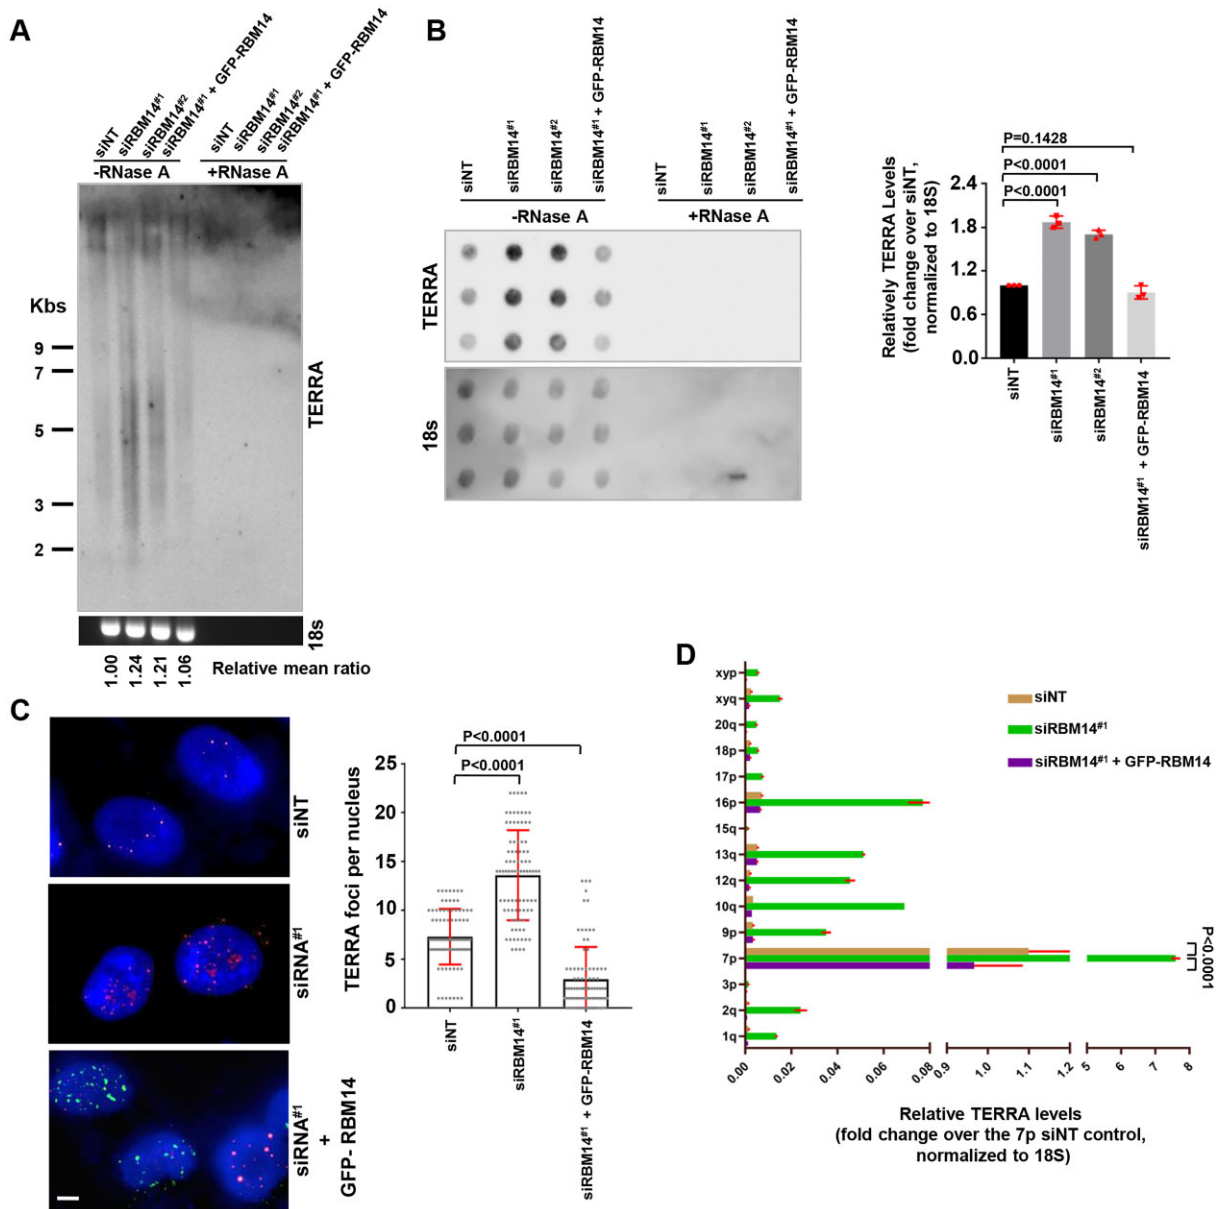 A
siNT
siRBM14#1
siRBM14#2
siRBM14#1 + GFP-RBM14
siNT
siRBM14#1
siRBM14#2
siRBM14#1 + GFP-RBM14
-RNase A
+RNase A
Kbs
9
7
5
3
2
TERRA
18s
1.00
1.24
1.21
1.06
Relative mean ratio
B
siNT
siRBM14#1
siRBM14#2
siRBM14#1 + GFP-RBM14
siNT
siRBM14#1
siRBM14#2
siRBM14#1 + GFP-RBM14
-RNase A
+RNase A
TERRA
18s
P=0.1428
P<0.0001
P<0.0001
Relatively TERRA Levels
(fold change over siNT,
normalized to 18S)
2.4
1.8
1.2
0.6
0.0
siNT
siRBM14#1
siRBM14#2
siRBM14#1 + GFP-RBM14
C
siNT
siRNA#1
siRNA#1
+
GFP- RBM14
P<0.0001
P<0.0001
TERRA foci per nucleus
25
20
15
10
5
0
siNT
siRBM14#1
siRBM14#1 + GFP-RBM14
D
xyp
xyq
20q
18p
17p
16p
15q
13q
12q
10q
9p
7p
3p
2q
1q
siNT
siRBM14#1
siRBM14#1 + GFP-RBM14
P<0.0001
0.00
0.02
0.04
0.06
0.08
0.9
1.0
1.1
1.2
5
6
7
8
Relative TERRA levels
(fold change over the 7p siNT control,
normalized to 18S)